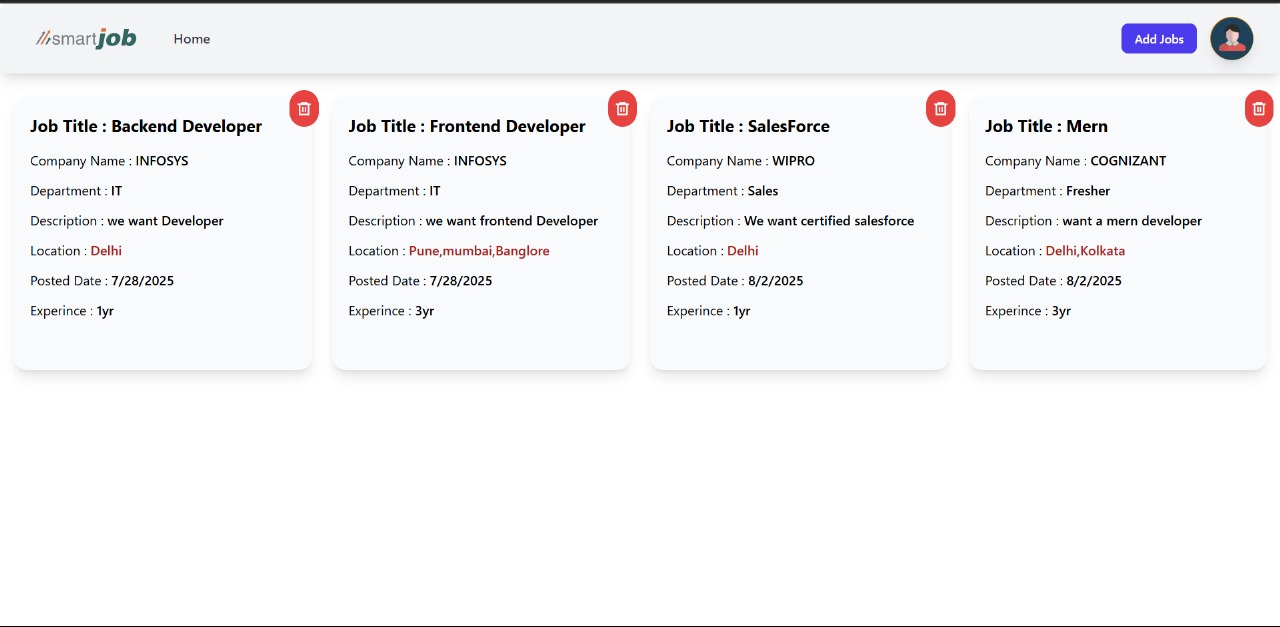 smartjob
Home
Add Jobs
Job Title : Backend Developer
Company Name : INFOSYS
Department : IT
Description : we want Developer
Location : Delhi
Posted Date : 7/28/2025
Experince : 1yr
Job Title : Frontend Developer
Company Name : INFOSYS
Department : IT
Description : we want frontend Developer
Location : Pune,mumbai,Banglore
Posted Date : 7/28/2025
Experince : 3yr
Job Title : SalesForce
Company Name : WIPRO
Department : Sales
Description : We want certified salesforce
Location : Delhi
Posted Date : 8/2/2025
Experince : 1yr
Job Title : Mern
Company Name : COGNIZANT
Department : Fresher
Description : want a mern developer
Location : Delhi,Kolkata
Posted Date : 8/2/2025
Experince : 3yr